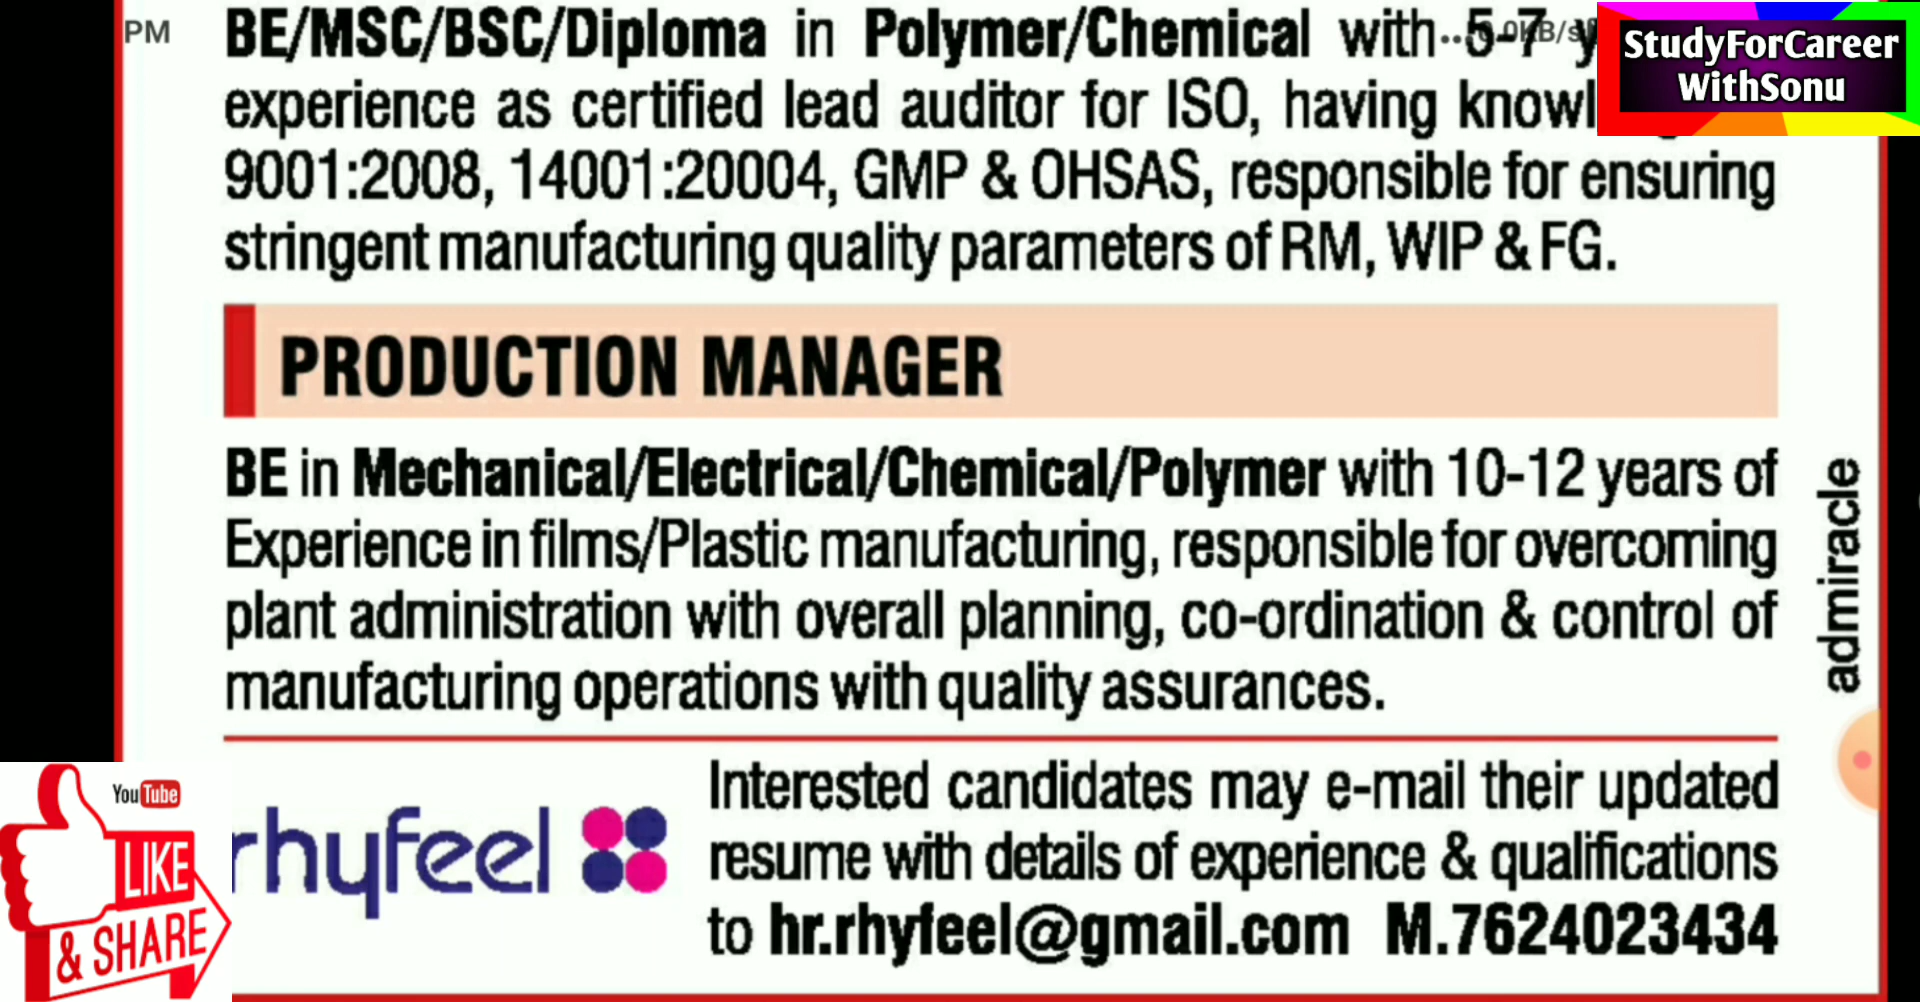 PM
BE/MSC/BSC/Diploma in Polymer/Chemical with 5-7
StudyForCareer
WithSonu
experience as certified lead auditor for ISO, having
9001:2008, 14001:20004, GMP & OHSAS, responsible for ensuring
stringent manufacturing quality parameters of RM, WIP & FG.
PRODUCTION MANAGER
BE in Mechanical/Electrical/Chemical/Polymer with 10-12 years of
Experience in films/Plastic manufacturing, responsible for overcoming
plant administration with overall planning, co-ordination & control of
manufacturing operations with quality assurances.
admiracle
rhyfeel
Interested candidates may e-mail their updated
resume with details of experience & qualifications
to hr.rhyfeel@gmail.com M.7624023434
YouTube
LIKE
& SHARE